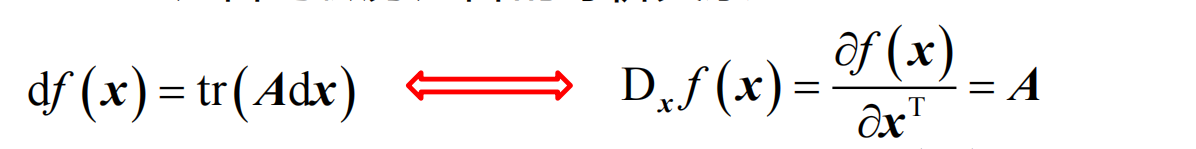 df(x) = tr(Adx) ⟺ D_x f(x) = ∂f(x)/∂x^T = A